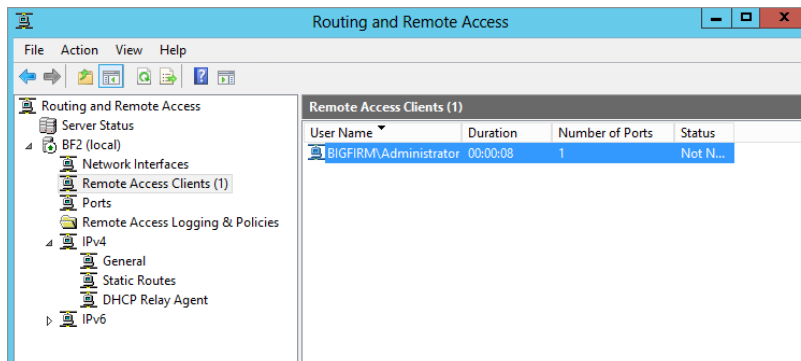 Routing and Remote Access
File Action View Help
Routing and Remote Access
Server Status
BF2 (local)
Network Interfaces
Remote Access Clients (1)
Ports
Remote Access Logging & Policies
IPv4
General
Static Routes
DHCP Relay Agent
IPv6
Remote Access Clients (1)
User Name Duration Number of Ports Status
BIGFIRM\Administrator 00:00:08 1 Not N...